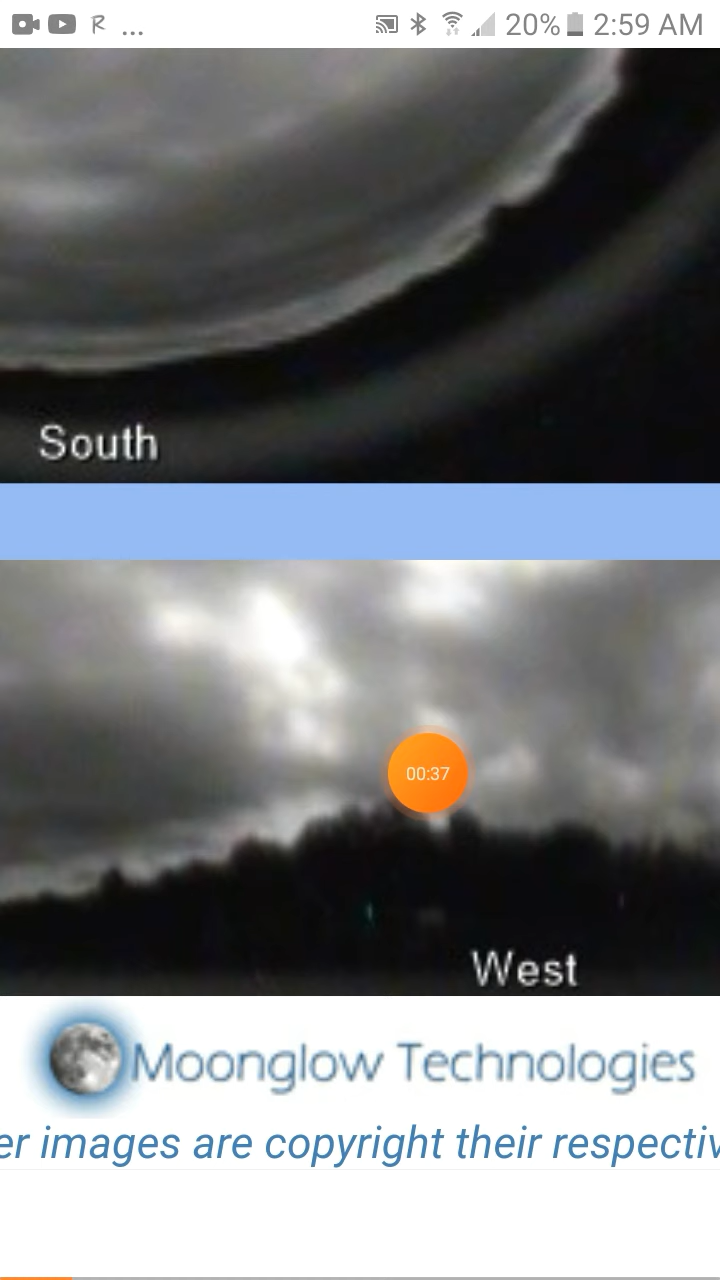 R ... 20% 2:59 AM
South
00:37
West
Moonglow Technologies
er images are copyright their respectiv